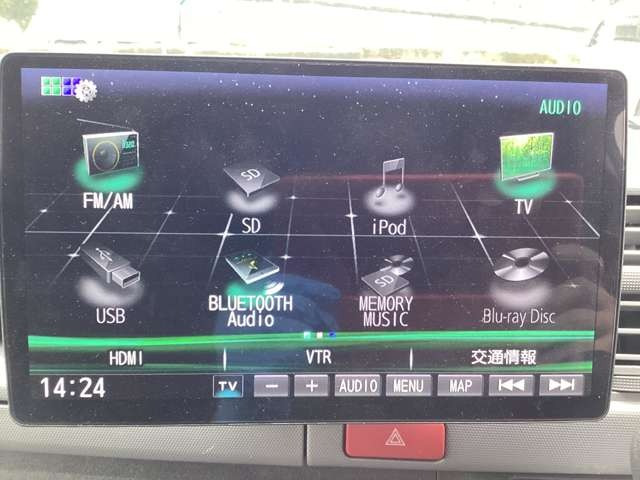 AUDIO
FM/AM
SD
iPod
TV
USB
BLUETOOTH Audio
MEMORY MUSIC
Blu-ray Disc
HDMI
VTR
交通情報
14:24
TV
AUDIO
MENU
MAP